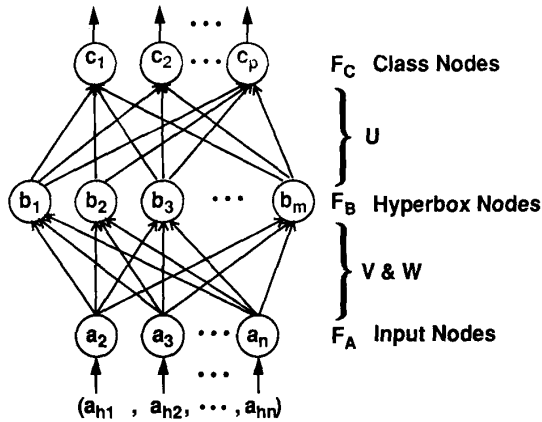 c1 c2 ... cp FC Class Nodes
U
b1 b2 b3 ... bm FB Hyperbox Nodes
V & W
a2 a3 ... an FA Input Nodes
(ah1 , ah2, ..., ahn)